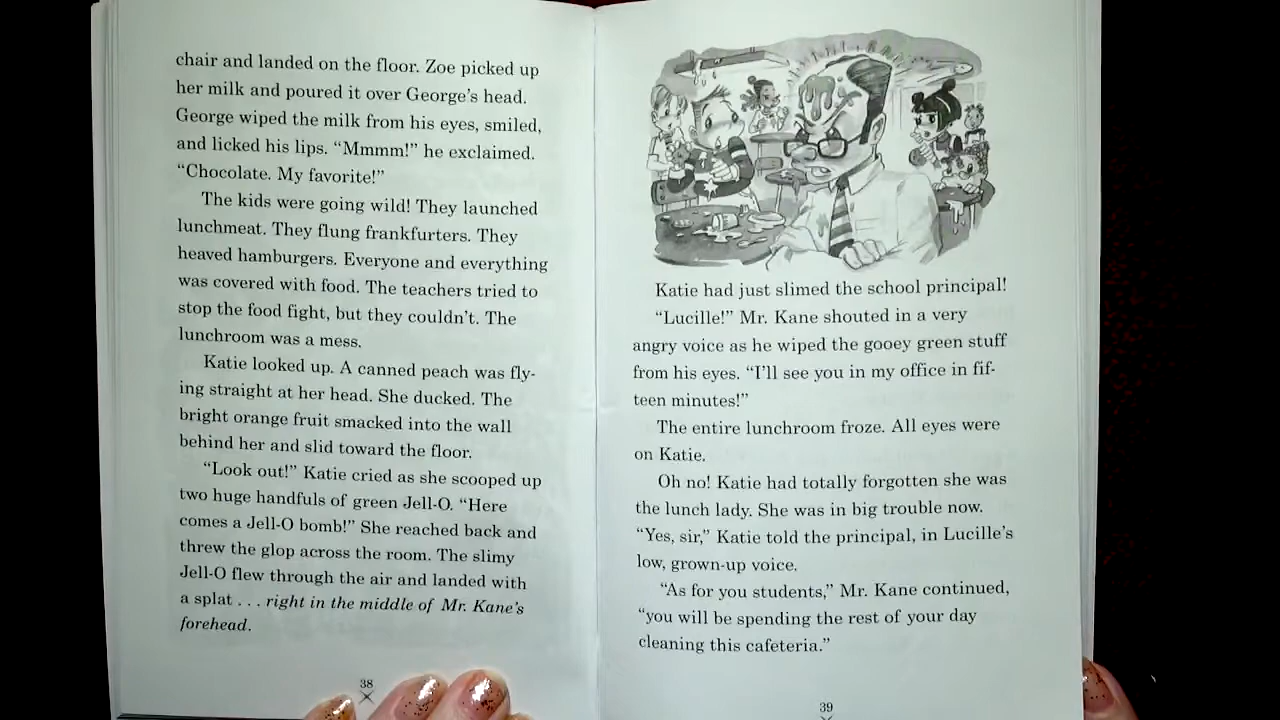 chair and landed on the floor. Zoe picked up
her milk and poured it over George's head.
George wiped the milk from his eyes, smiled,
and licked his lips. “Mmmm!” he exclaimed.
“Chocolate. My favorite!”
The kids were going wild! They launched
lunchmeat. They flung frankfurters. They
heaved hamburgers. Everyone and everything
was covered with food. The teachers tried to
stop the food fight, but they couldn't. The
lunchroom was a mess.
Katie looked up. A canned peach was fly-
ing straight at her head. She ducked. The
bright orange fruit smacked into the wall
behind her and slid toward the floor.
“Look out!” Katie cried as she scooped up
two huge handfuls of green Jell-O. “Here
comes a Jell-O bomb!” She reached back and
threw the glop across the room. The slimy
Jell-O flew through the air and landed with
a splat . . . right in the middle of Mr. Kane's
forehead.
38
Katie had just slimed the school principal!
“Lucille!” Mr. Kane shouted in a very
angry voice as he wiped the gooey green stuff
from his eyes. “I'll see you in my office in fif-
teen minutes!”
The entire lunchroom froze. All eyes were
on Katie.
Oh no! Katie had totally forgotten she was
the lunch lady. She was in big trouble now.
“Yes, sir,” Katie told the principal, in Lucille's
low, grown-up voice.
“As for you students,” Mr. Kane continued,
“you will be spending the rest of your day
cleaning this cafeteria.”
39